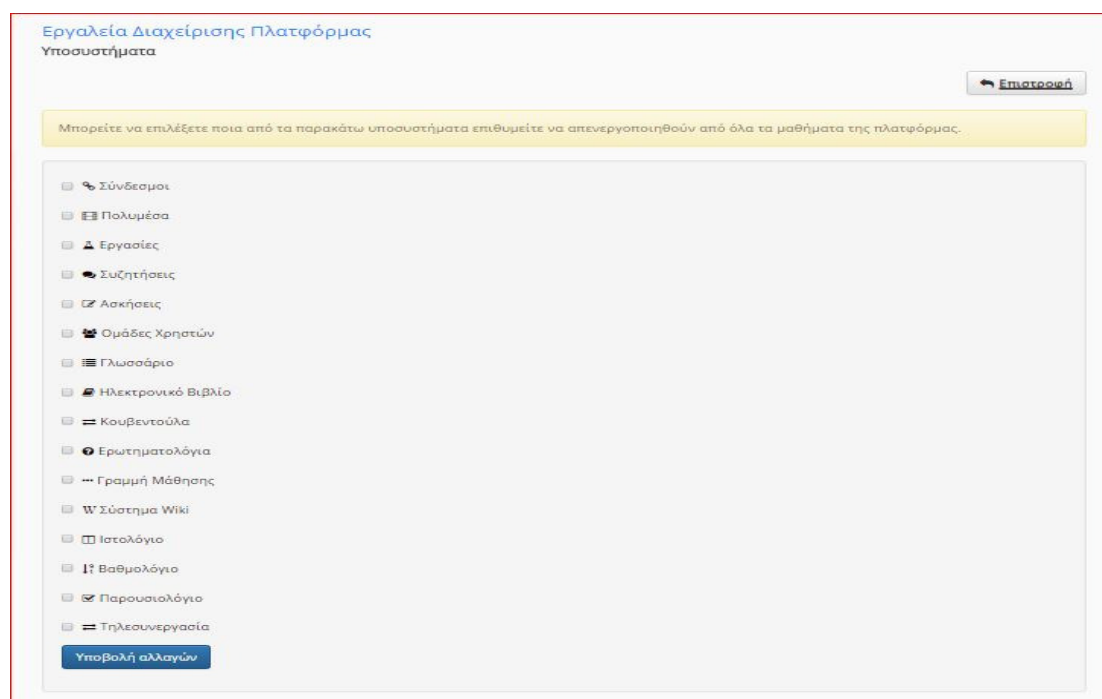 Εργαλεία Διαχείρισης Πλατφόρμας
Υποσυστήματα
Επιστροφή
Μπορείτε να επιλέξετε ποια από τα παρακάτω υποσυστήματα επιθυμείτε να απενεργοποιηθούν από όλα τα μαθήματα της πλατφόρμας.
Σύνδεσμοι
Πολυμέσα
Εργασίες
Συζητήσεις
Ασκήσεις
Ομάδες Χρηστών
Γλωσσάριο
Ηλεκτρονικό Βιβλίο
Κουβεντούλα
Ερωτηματολόγια
Γραμμή Μάθησης
W Σύστημα Wiki
Ιστολόγιο
Βαθμολόγιο
Παρουσιολόγιο
Τηλεσυνεργασία
Υποβολή αλλαγών